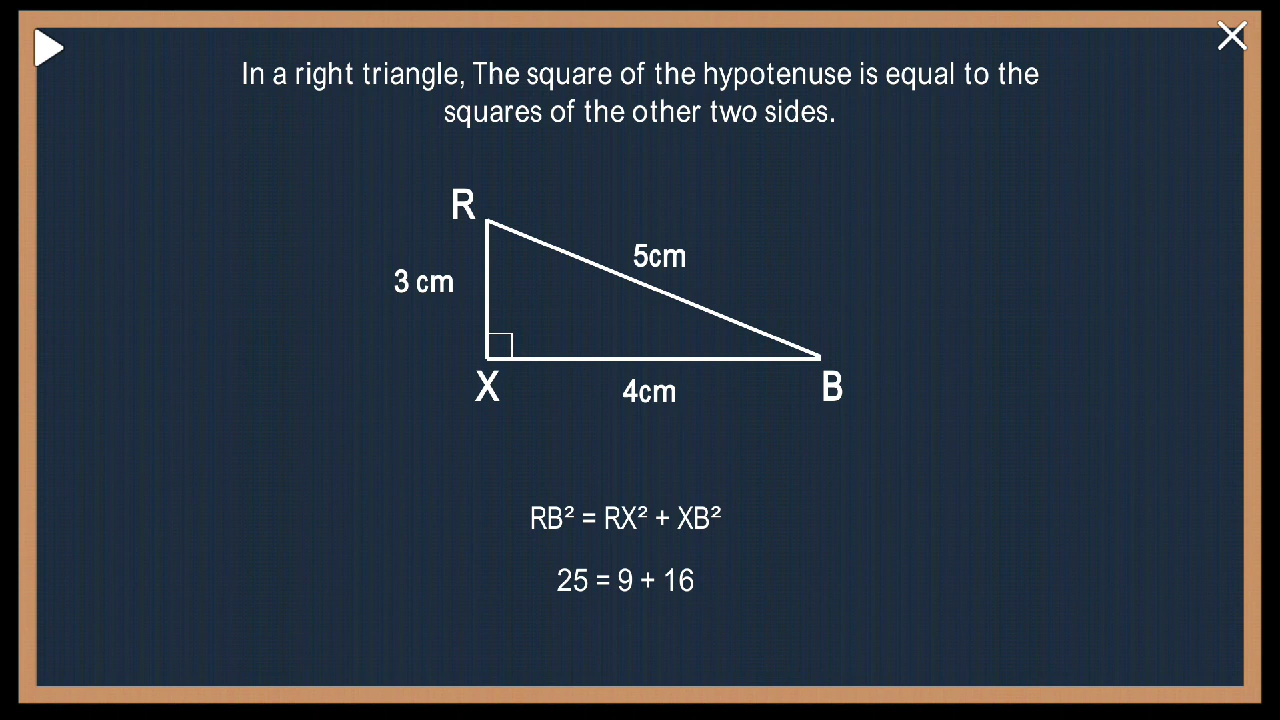 In a right triangle, The square of the hypotenuse is equal to the
squares of the other two sides.
R
5cm
3 cm
X
4cm
B
RB² = RX² + XB²
25 = 9 + 16